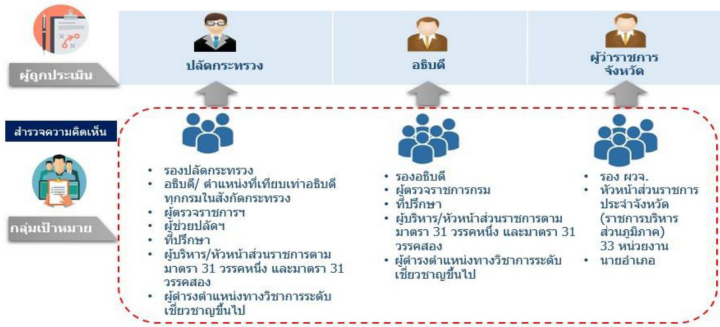 ผู้ถูกประเมิน
ปลัดกระทรวง
อธิบดี
ผู้ว่าราชการ
จังหวัด
สำรวจความคิดเห็น
กลุ่มเป้าหมาย
• รองปลัดกระทรวง
• อธิบดี/ ตำแหน่งที่เทียบเท่าอธิบดี
ทุกกรมในสังกัดกระทรวง
• ผู้ตรวจราชการฯ
• ผู้ช่วยปลัดฯ
• ที่ปรึกษา
• ผู้บริหาร/หัวหน้าส่วนราชการตาม
มาตรา 31 วรรคหนึ่ง และมาตรา 31
วรรคสอง
• ผู้ดำรงตำแหน่งทางวิชาการระดับ
เชี่ยวชาญขึ้นไป
• รองอธิบดี
• ผู้ตรวจราชการกรม
• ที่ปรึกษา
• ผู้บริหาร/หัวหน้าส่วนราชการตาม
มาตรา 31 วรรคหนึ่ง และมาตรา 31
วรรคสอง
• ผู้ดำรงตำแหน่งทางวิชาการระดับ
เชี่ยวชาญขึ้นไป
• รอง ผวจ.
• หัวหน้าส่วนราชการ
ประจำจังหวัด
(ราชการบริหาร
ส่วนภูมิภาค)
33 หน่วยงาน
• นายอำเภอ